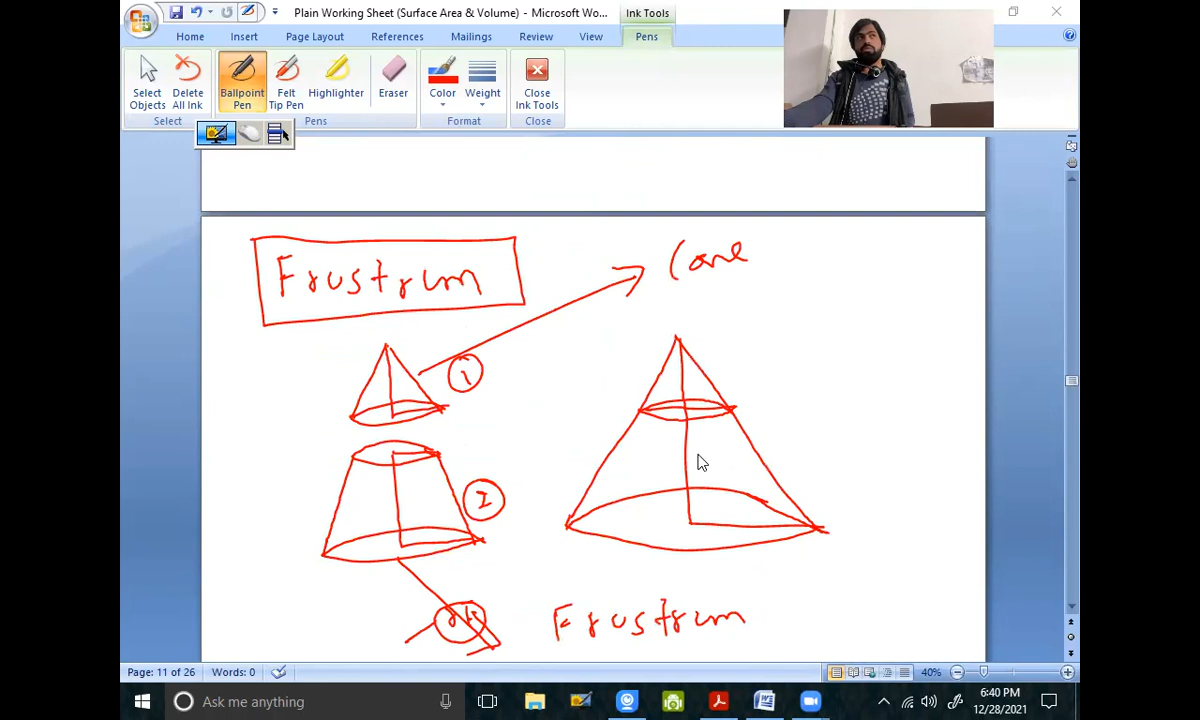 Plain Working Sheet (Surface Area & Volume) - Microsoft Wo...
Ink Tools
Home Insert Page Layout References Mailings Review View Pens
Select Objects
Delete All Ink
Ballpoint Pen
Felt Tip Pen
Highlighter
Eraser
Color
Weight
Close Ink Tools
Select Pens Format Close
Frustrum
Cone
1
2
Frustrum
Page: 11 of 26 Words: 0 40%
Ask me anything
6:40 PM
12/28/2021